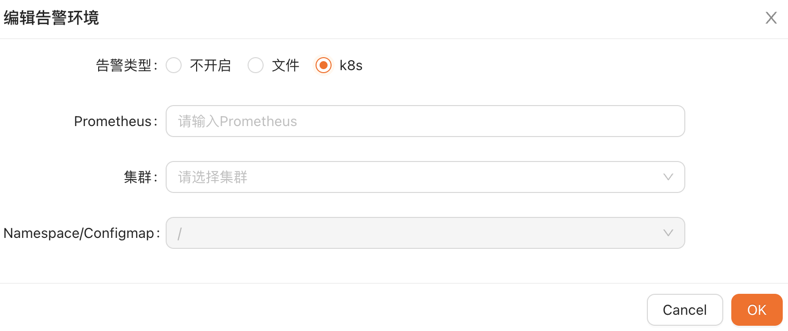 编辑告警环境
告警类型： 不开启 文件 k8s
Prometheus： 请输入Prometheus
集群： 请选择集群
Namespace/Configmap： /
Cancel OK